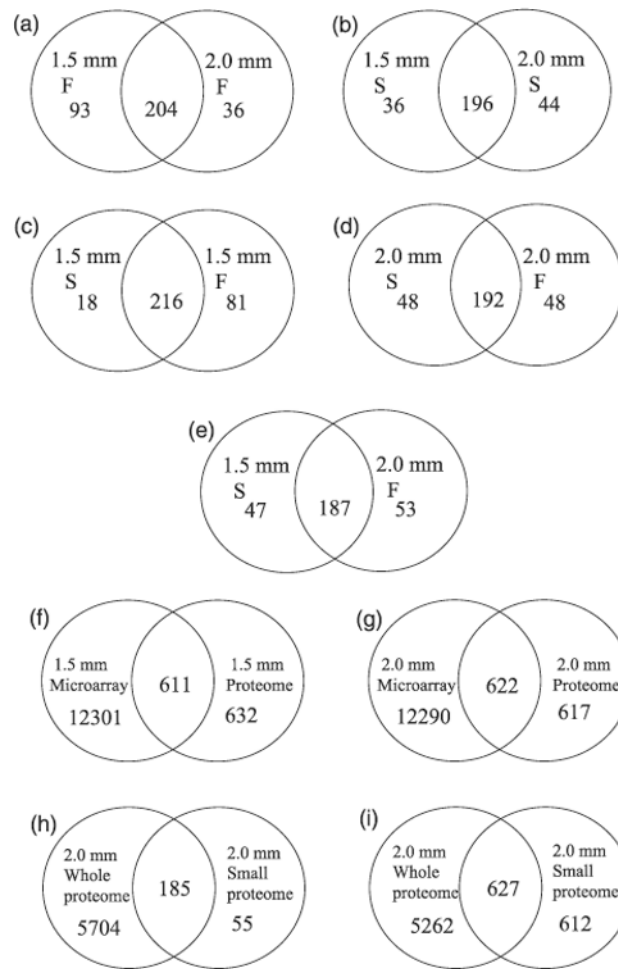 (a)
1.5 mm
F
93
204
2.0 mm
F
36
(b)
1.5 mm
S
36
196
2.0 mm
S
44
(c)
1.5 mm
S
18
216
1.5 mm
F
81
(d)
2.0 mm
S
48
192
2.0 mm
F
48
(e)
1.5 mm
S
47
187
2.0 mm
F
53
(f)
1.5 mm
Microarray
12301
611
1.5 mm
Proteome
632
(g)
2.0 mm
Microarray
12290
622
2.0 mm
Proteome
617
(h)
2.0 mm
Whole
proteome
5704
185
2.0 mm
Small
proteome
55
(i)
2.0 mm
Whole
proteome
5262
627
2.0 mm
Small
proteome
612